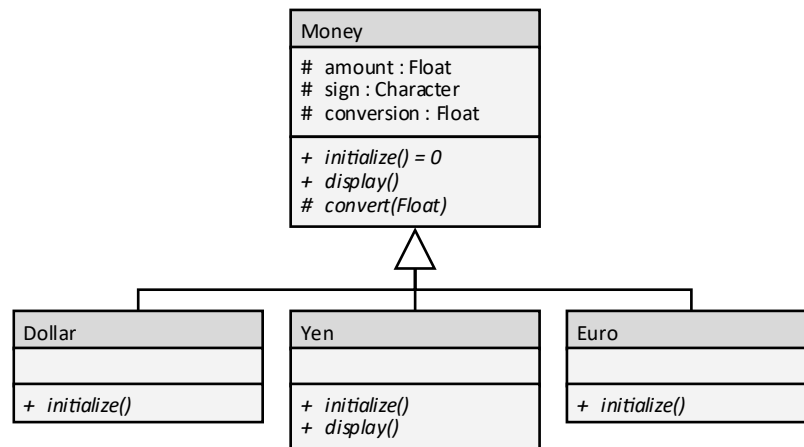 Money
# amount : Float
# sign : Character
# conversion : Float
+ initialize() = 0
+ display()
# convert(Float)
Dollar
+ initialize()
Yen
+ initialize()
+ display()
Euro
+ initialize()